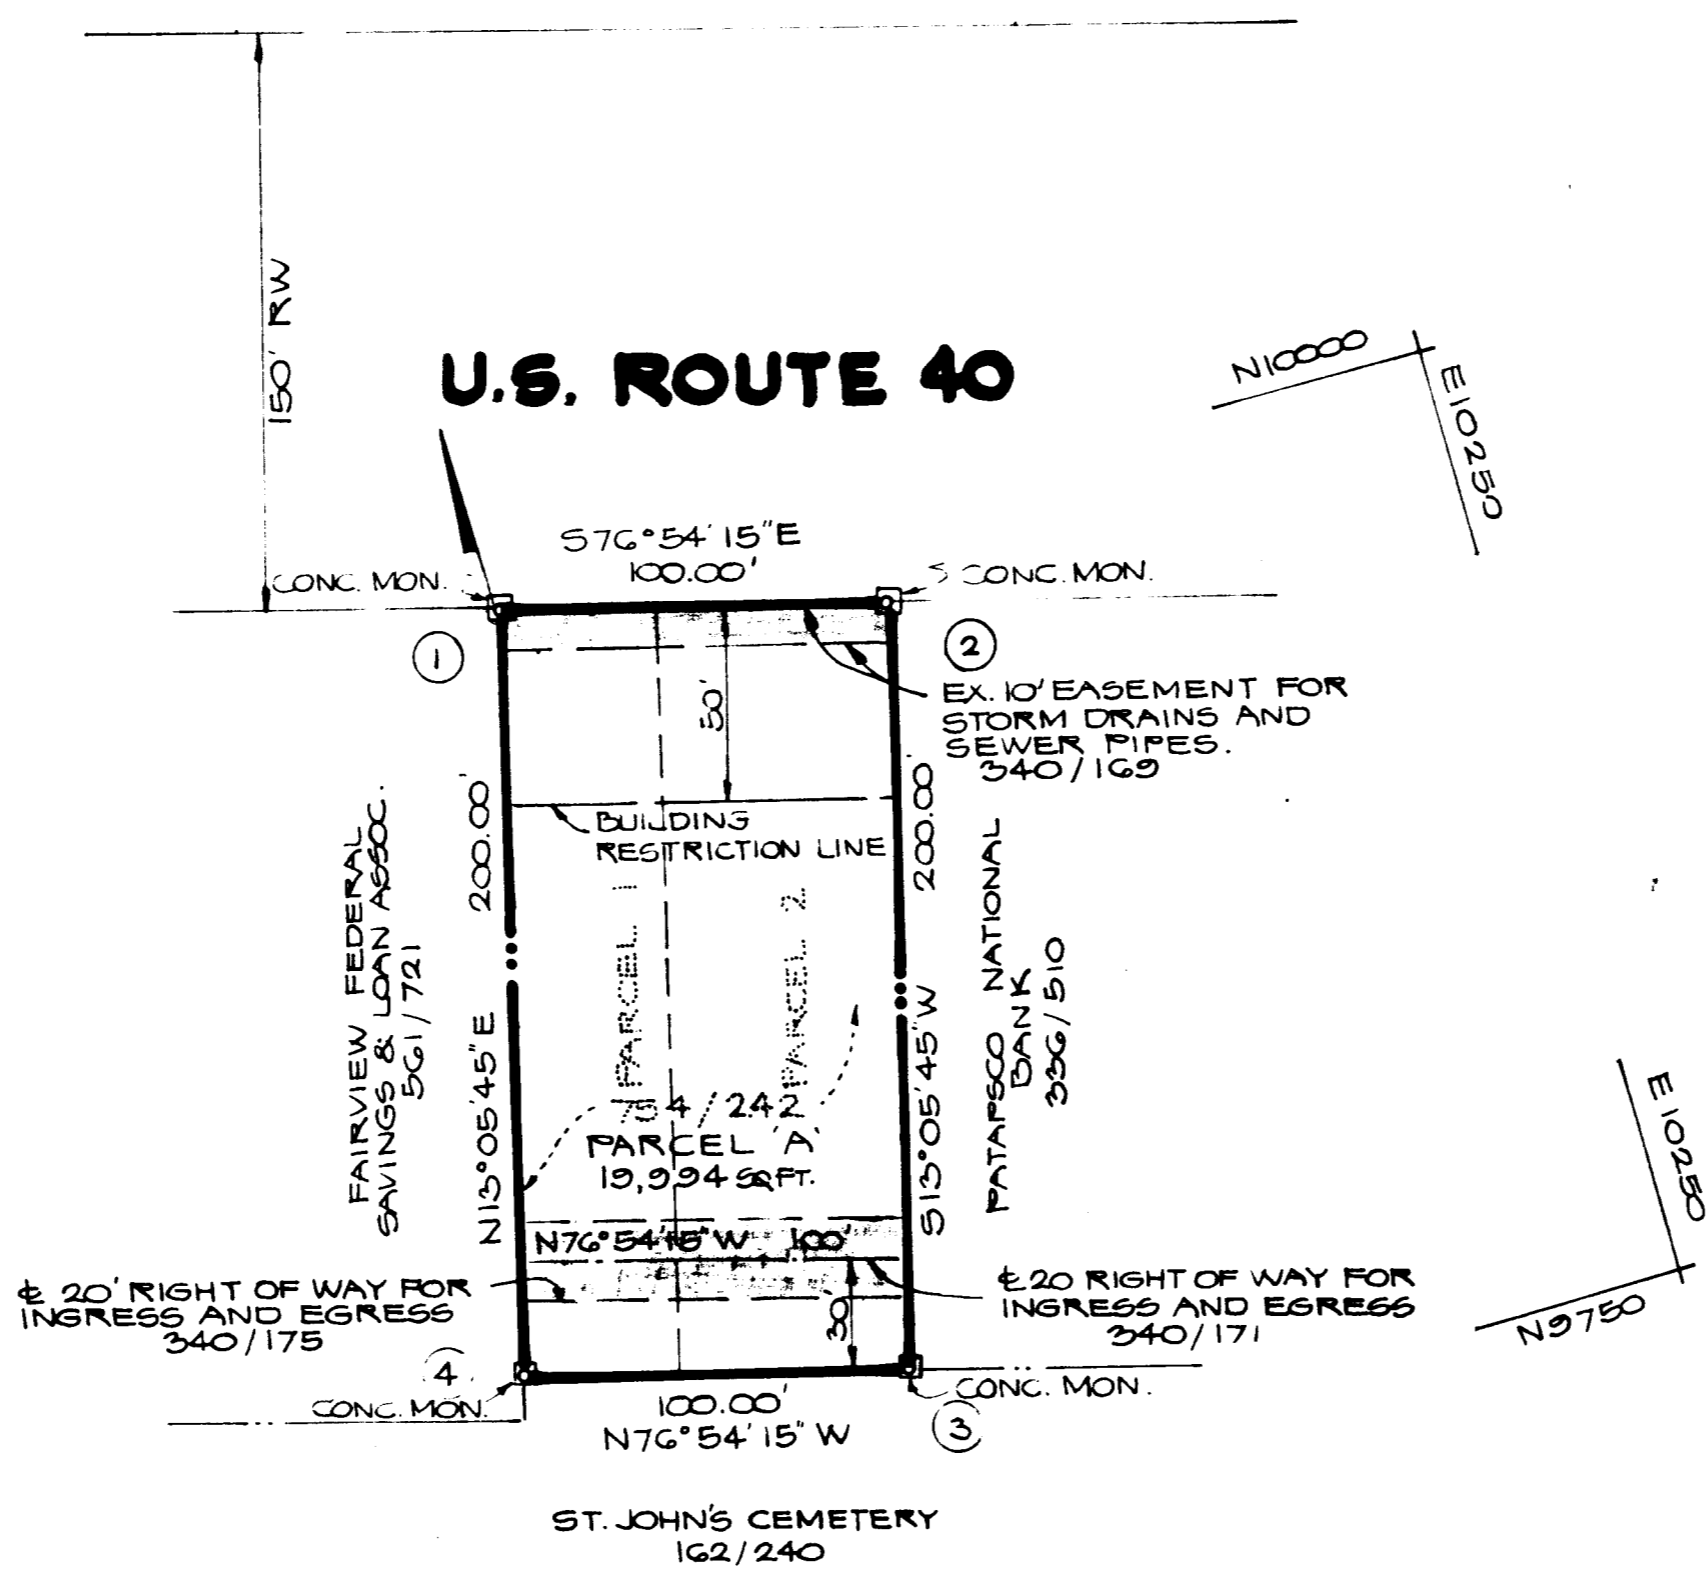 150' RW
U.S. ROUTE 40
N10000
E10250
S76°54'15"E
100.00'
CONC. MON.
CONC. MON.
1
2
EX. 10' EASEMENT FOR
STORM DRAINS AND
SEWER PIPES.
340/169
50'
BUILDING
RESTRICTION LINE
200.00'
N13°05'45"E
200.00'
S13°05'45"W
FAIRVIEW FEDERAL
SAVINGS & LOAN ASSOC.
561/721
PATAPSCO NATIONAL
BANK
336/510
PARCEL 1
PARCEL 2
754/242
PARCEL 'A'
19,994 SQ.FT.
N76°54'15"W 100'
℄ 20' RIGHT OF WAY FOR
INGRESS AND EGRESS
340/175
℄ 20 RIGHT OF WAY FOR
INGRESS AND EGRESS
340/171
30'
E10250
N9750
4
CONC. MON.
CONC. MON.
3
100.00'
N76°54'15"W
ST. JOHN'S CEMETERY
162/240